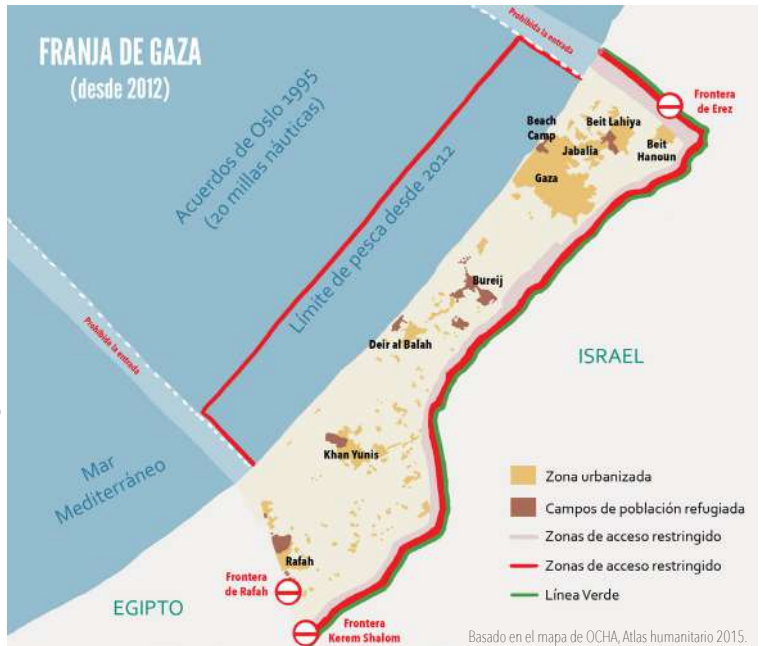 FRANJA DE GAZA
(desde 2012)
Prohibida la entrada
Acuerdos de Oslo 1995
(20 millas náuticas)
Límite de pesca desde 2012
Prohibida la entrada
Mar
Mediterráneo
Frontera
de Erez
Beach
Camp
Beit Lahiya
Jabalia
Beit
Hanoun
Gaza
Bureij
Deir al Balah
Khan Yunis
Rafah
ISRAEL
EGIPTO
Frontera
de Rafah
Frontera
Kerem Shalom
Zona urbanizada
Campos de población refugiada
Zonas de acceso restringido
Zonas de acceso restringido
Línea Verde
Basado en el mapa de OCHA, Atlas humanitario 2015.